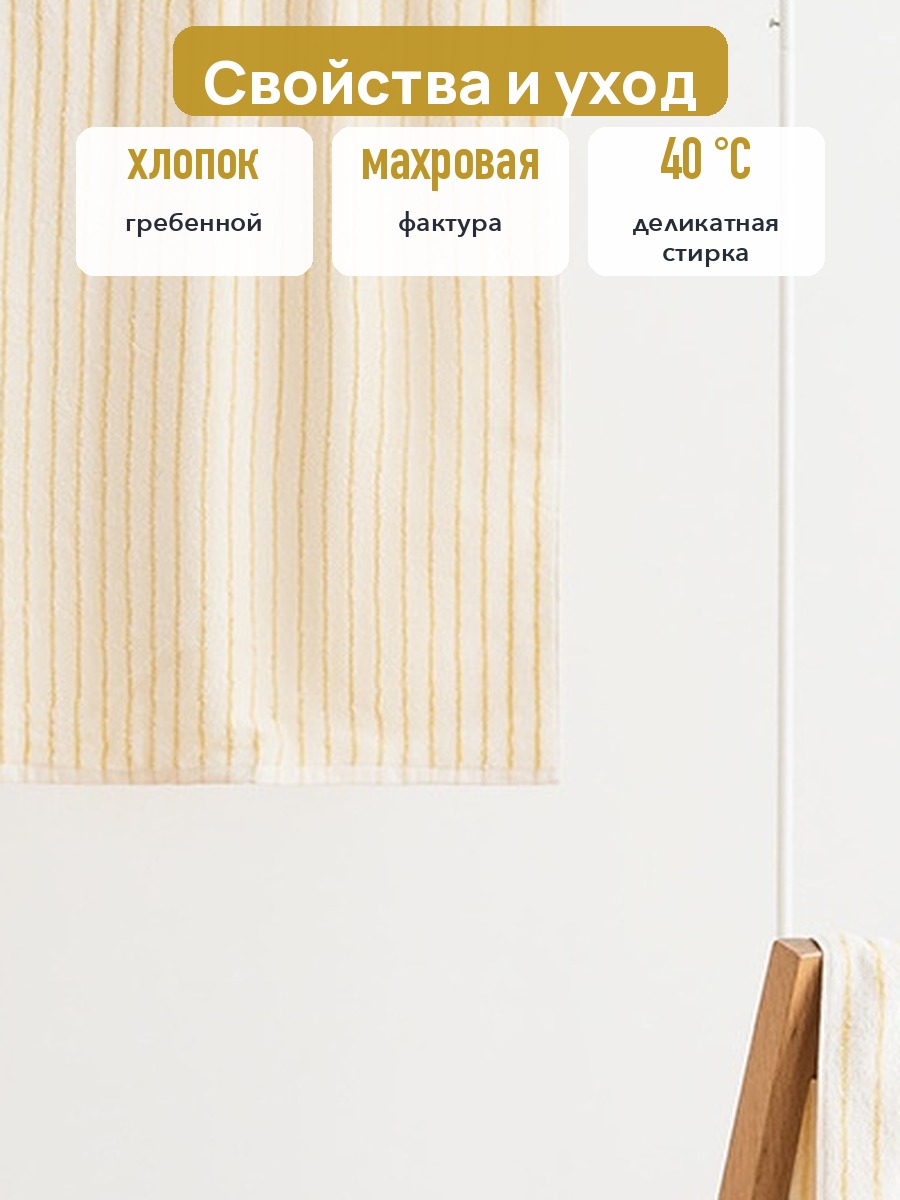 Свойства и уход
хлопок
гребенной
махровая
фактура
40 °C
деликатная
стирка